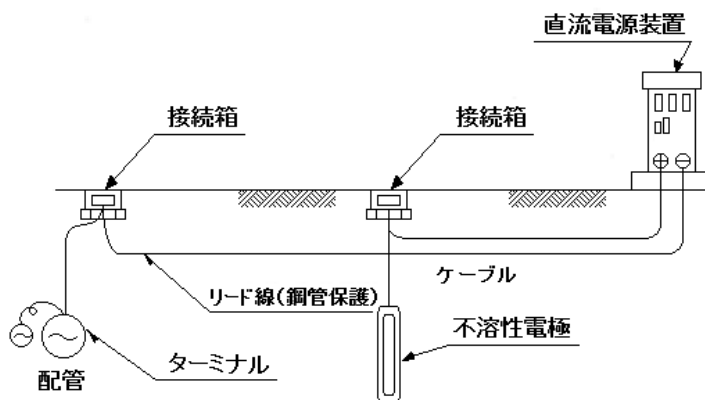 直流電源装置
接続箱
接続箱
⊕ ⊖
ケーブル
リード線(鋼管保護)
不溶性電極
ターミナル
配管